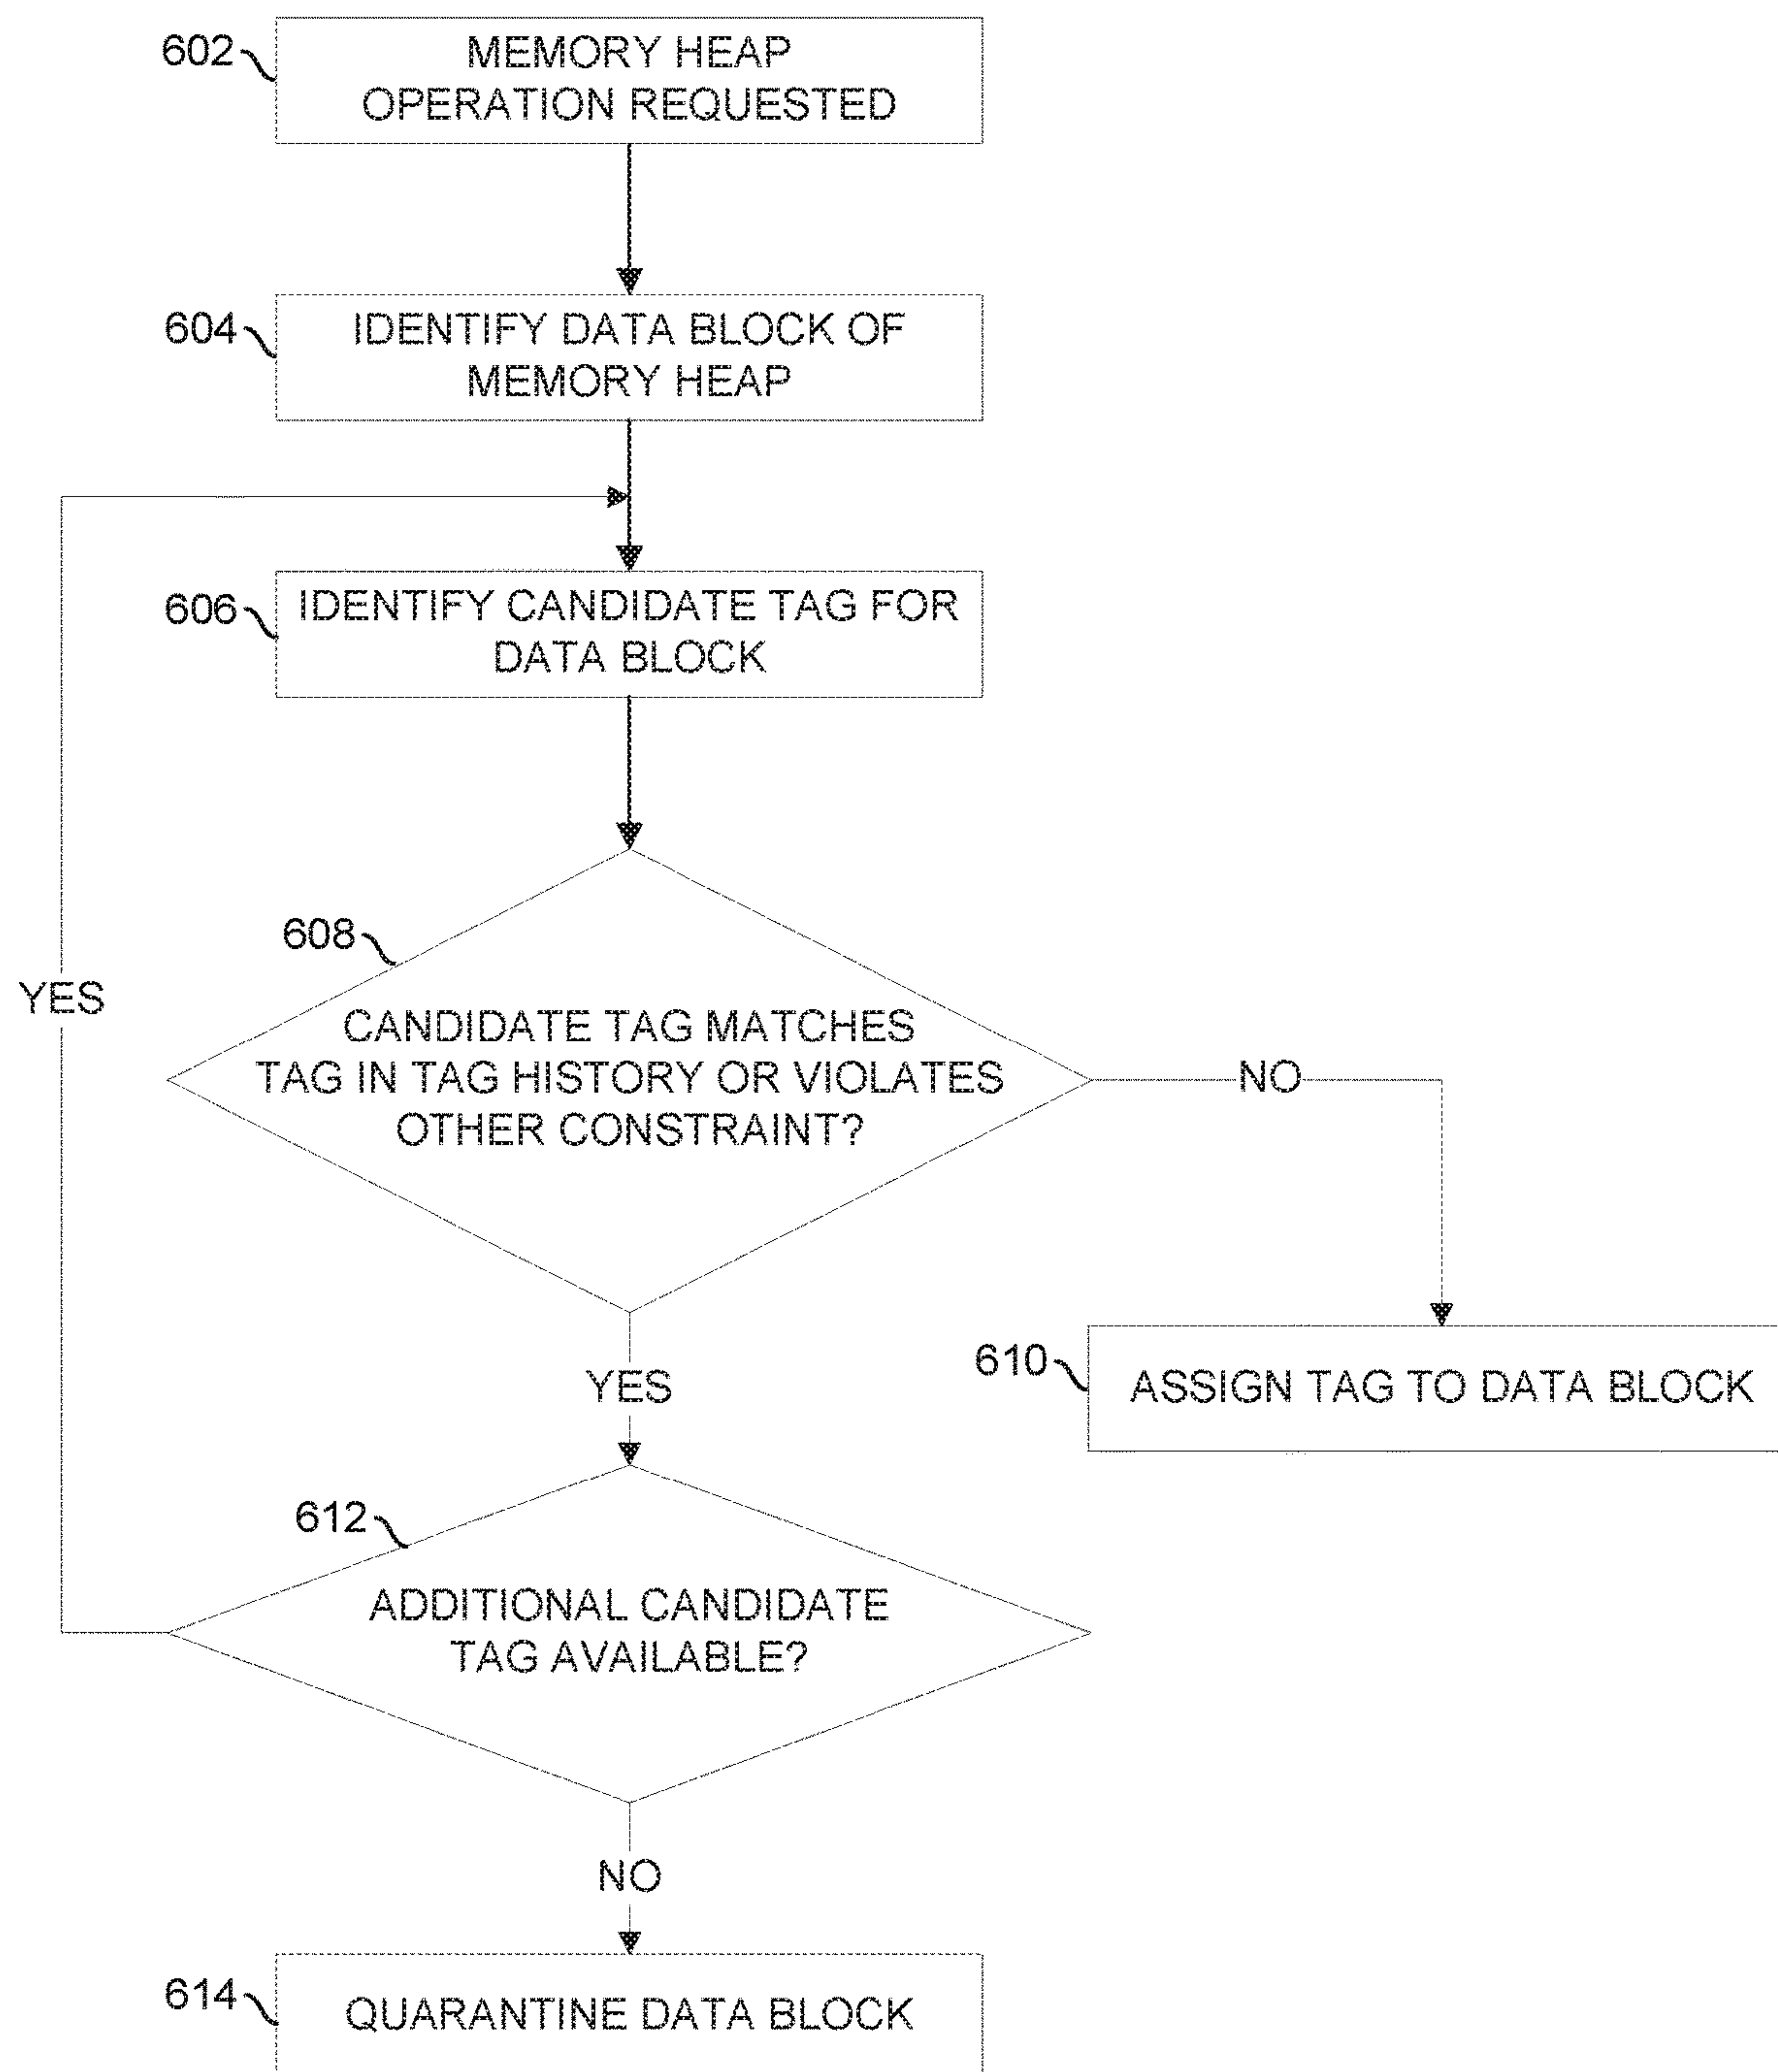 602
MEMORY HEAP
OPERATION REQUESTED
604
IDENTIFY DATA BLOCK OF
MEMORY HEAP
606
IDENTIFY CANDIDATE TAG FOR
DATA BLOCK
608
CANDIDATE TAG MATCHES
TAG IN TAG HISTORY OR VIOLATES
OTHER CONSTRAINT?
YES
NO
YES
610
ASSIGN TAG TO DATA BLOCK
612
ADDITIONAL CANDIDATE
TAG AVAILABLE?
NO
614
QUARANTINE DATA BLOCK